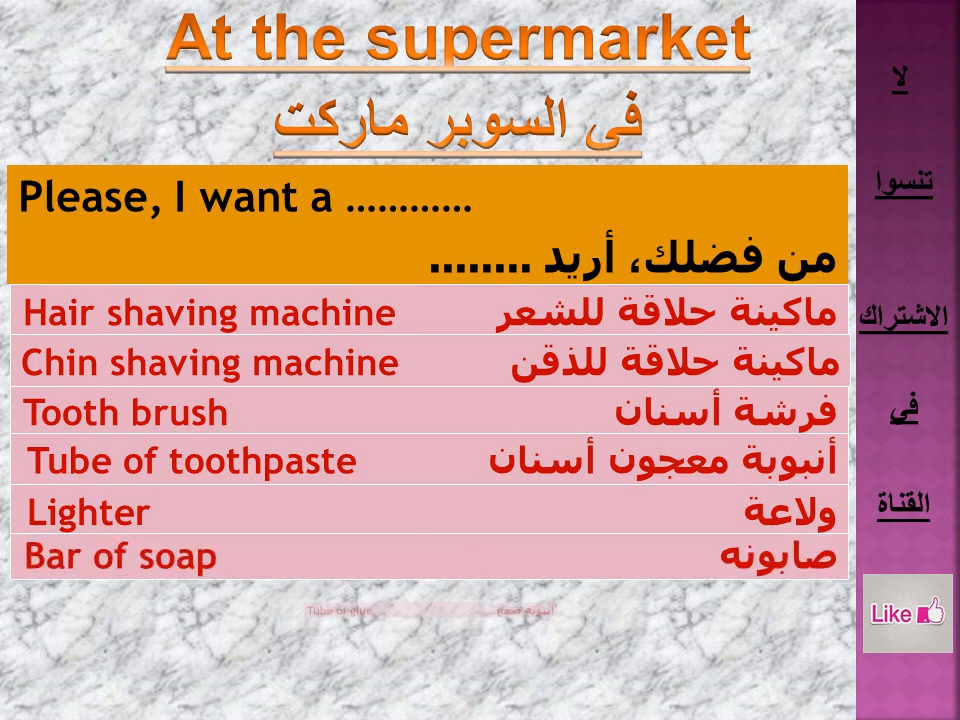 At the supermarket
فى السوبر ماركت
Please, I want a …………
من فضلك، أريد ........
Hair shaving machine ماكينة حلاقة للشعر
Chin shaving machine ماكينة حلاقة للذقن
Tooth brush فرشة أسنان
Tube of toothpaste أنبوبة معجون أسنان
Lighter ولاعة
Bar of soap صابونه
Tube of glue أنبوبة صمغ
لا
تنسوا
الاشتراك
في
القناة
Like